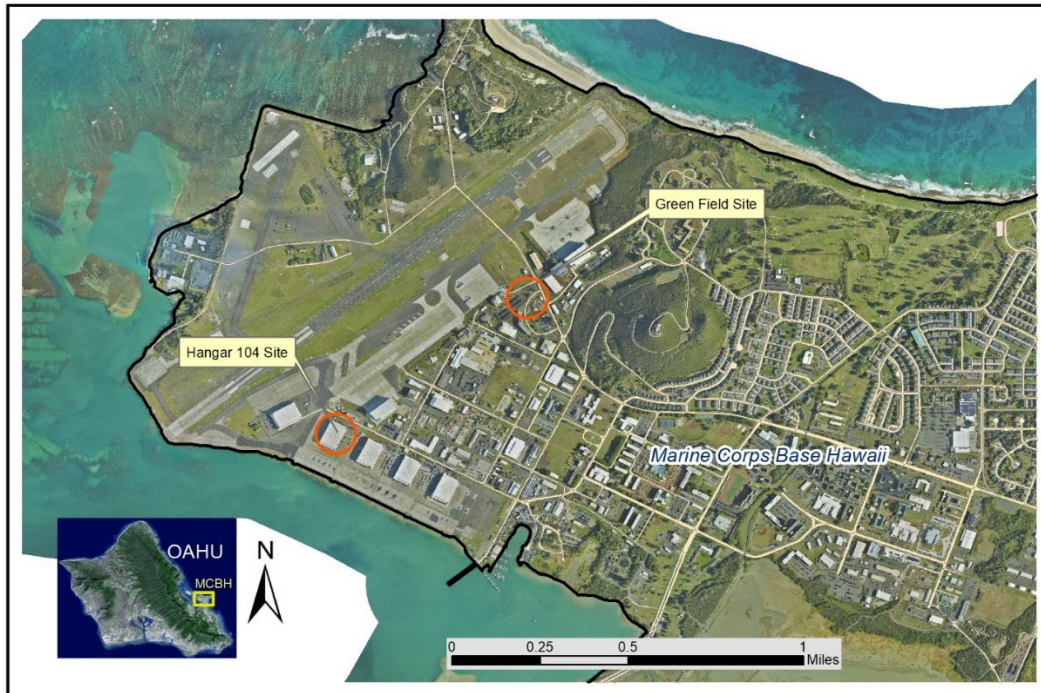 Green Field Site
Hangar 104 Site
Marine Corps Base Hawaii
OAHU
MCBH
N
0 0.25 0.5 1
Miles